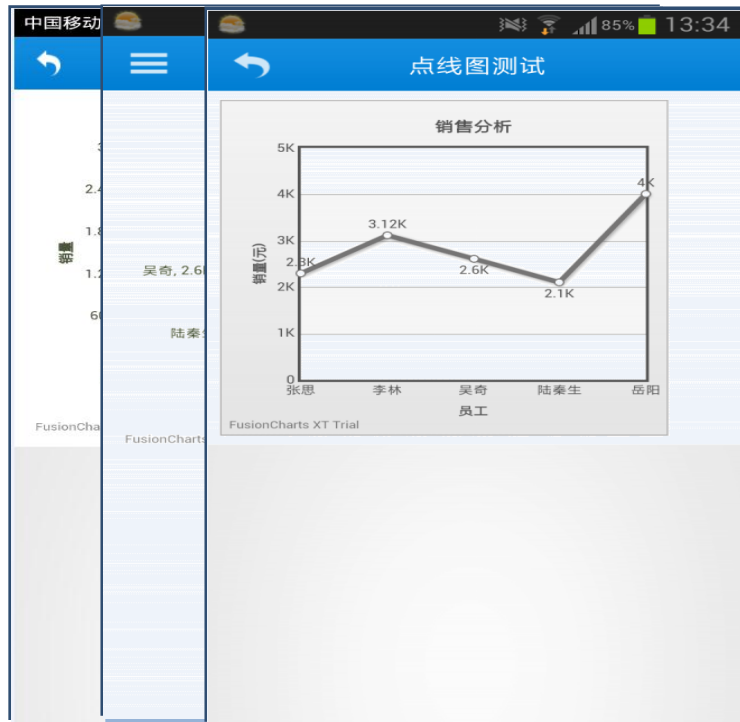 中国移动
85% 13:34
点线图测试
销售分析
5K
4K
3K
2K
1K
0
销量(元)
2.3K
3.12K
2.6K
2.1K
4K
张思 李林 吴奇 陆秦生 岳阳
员工
FusionCharts XT Trial
吴奇, 2.6
陆秦
FusionCharts
2.4
1.8
1.2
60
销量
FusionCha